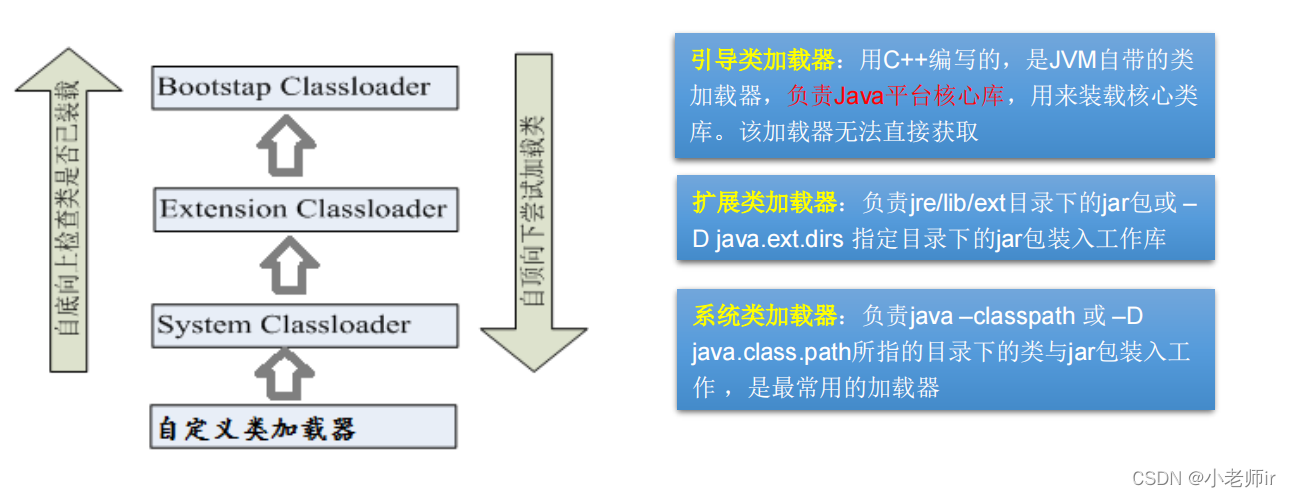 自底向上检查类是否已装载
Bootstap Classloader
Extension Classloader
System Classloader
自定义类加载器
自顶向下尝试加载类
引导类加载器：用C++编写的，是JVM自带的类
加载器，负责Java平台核心库，用来装载核心类
库。该加载器无法直接获取
扩展类加载器：负责jre/lib/ext目录下的jar包或 –
D java.ext.dirs 指定目录下的jar包装入工作库
系统类加载器：负责java –classpath 或 –D
java.class.path所指的目录下的类与jar包装入工
作 ，是最常用的加载器
CSDN @小老师ir